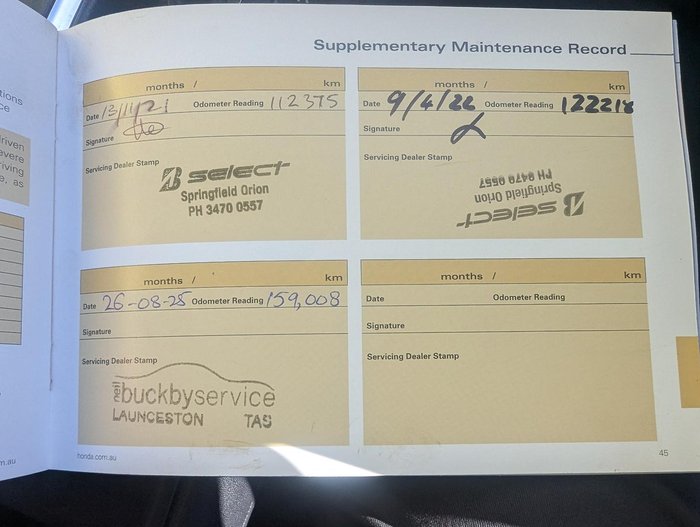 Supplementary Maintenance Record
months / km
Date 13/11/21 Odometer Reading 112375
Signature
Servicing Dealer Stamp
select
Springfield Orion
PH 3470 0557
months / km
Date 9/4/22 Odometer Reading 122218
Signature
Servicing Dealer Stamp
select
Springfield Orion
PH 3470 0557
months / km
Date 26-08-25 Odometer Reading 159,008
Signature
Servicing Dealer Stamp
neil buckbyservice
LAUNCESTON TAS
months / km
Date Odometer Reading
Signature
Servicing Dealer Stamp
honda.com.au
45